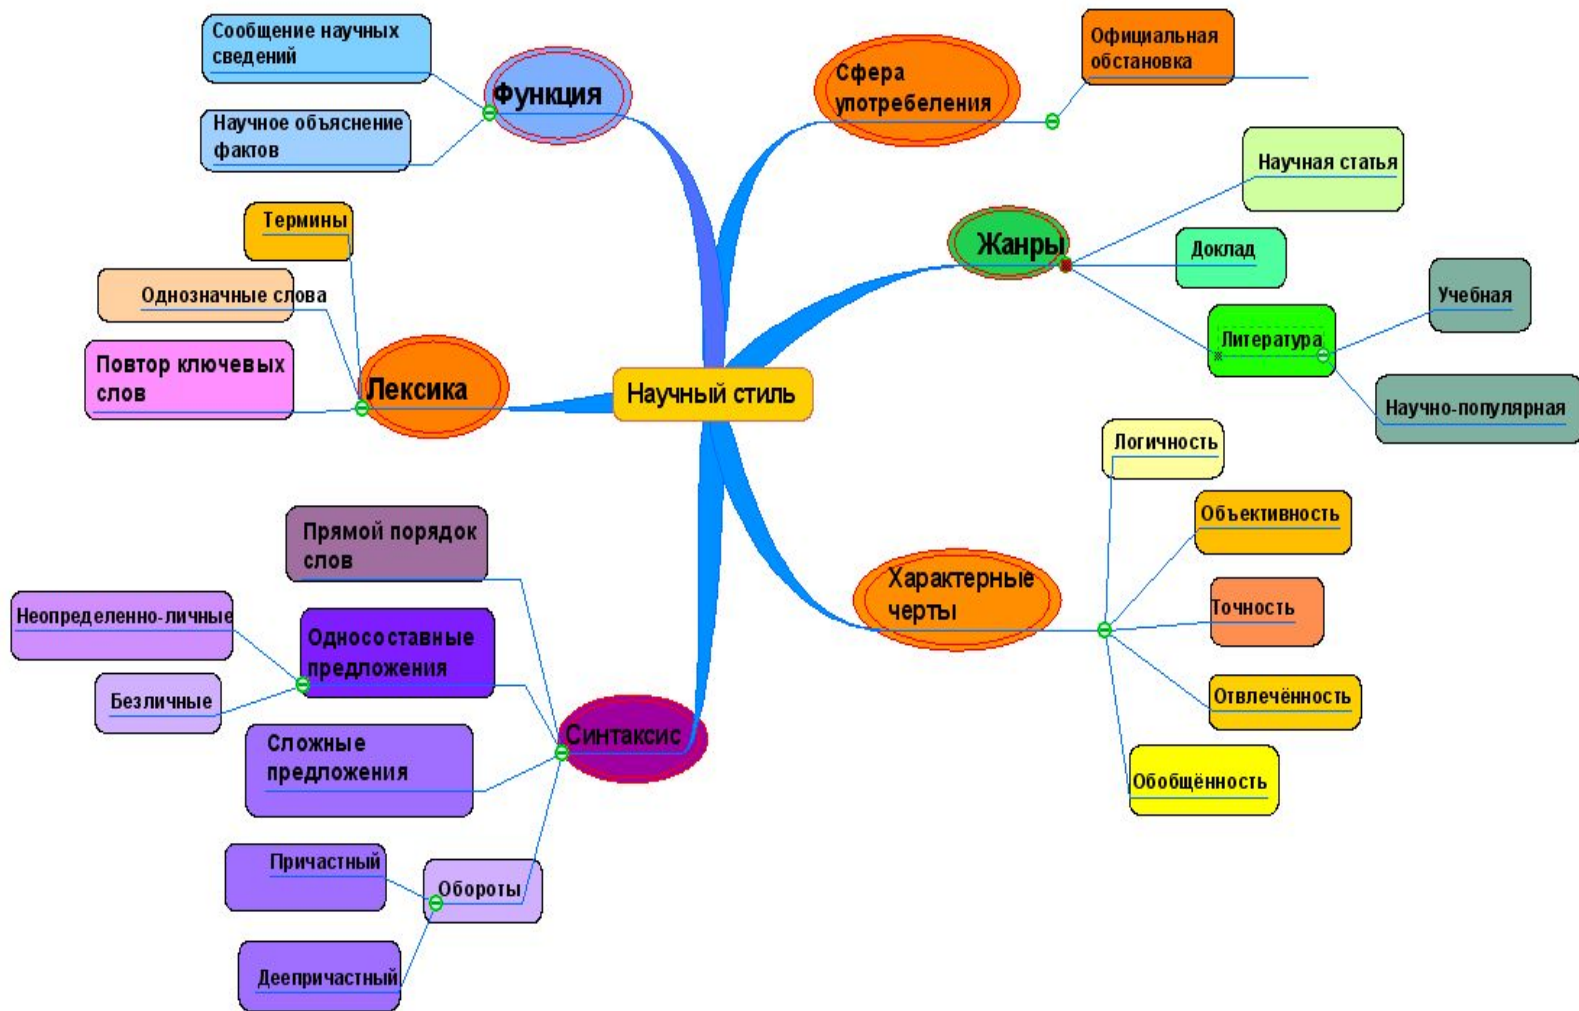 Сообщение научных
сведений
Функция
Научное объяснение
фактов
Сфера
употребеления
Официальная
обстановка
Термины
Однозначные слова
Повтор ключевых
слов
Лексика
Научный стиль
Жанры
Научная статья
Доклад
Литература
Учебная
Научно-популярная
Прямой порядок
слов
Неопределенно-личные
Односоставные
предложения
Безличные
Сложные
предложения
Синтаксис
Причастный
Обороты
Деепричастный
Характерные
черты
Логичность
Объективность
Точность
Отвлечённость
Обобщённость